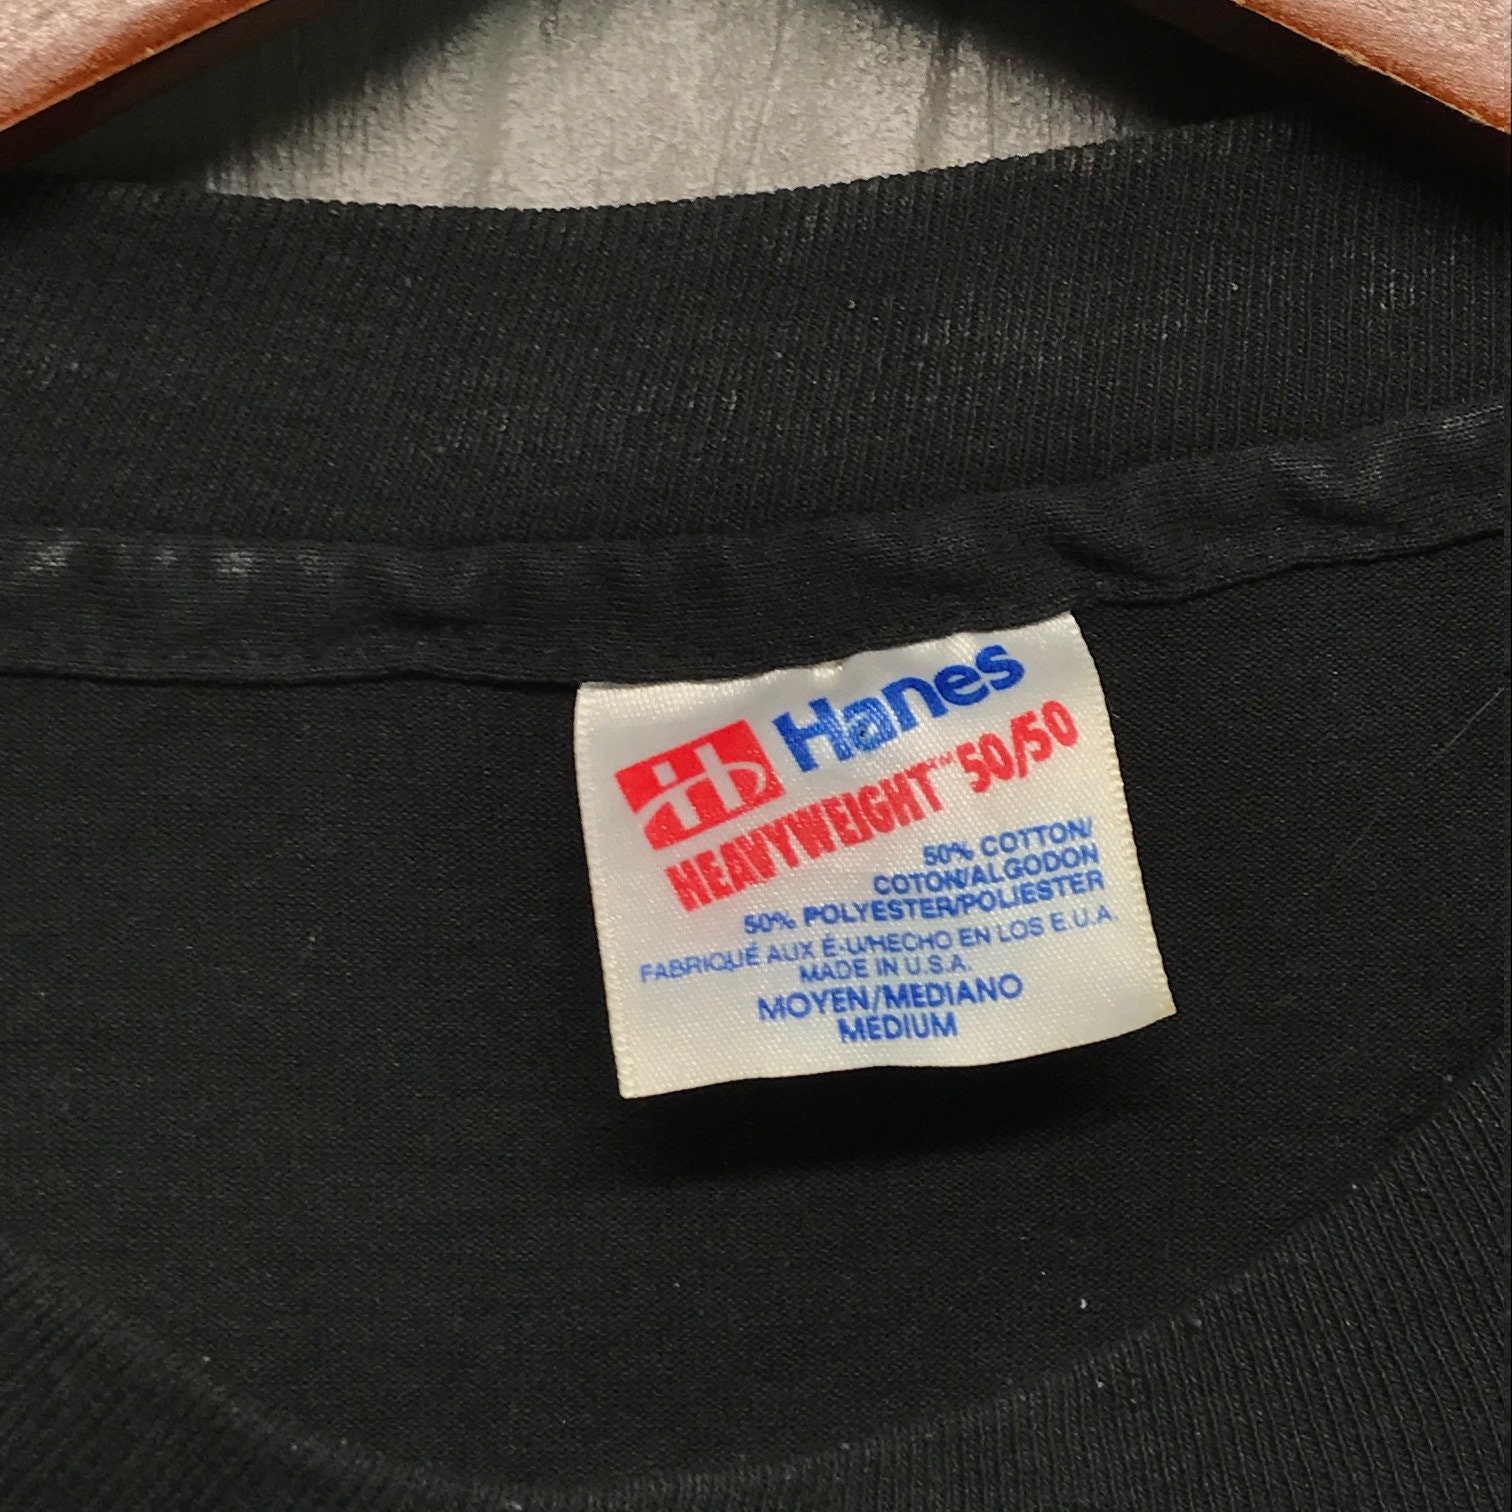 Hanes
HEAVYWEIGHT™ 50/50
50% COTTON/
COTON/ALGODON
50% POLYESTER/POLIESTER
FABRIQUÉ AUX É-U/HECHO EN LOS E.U.A.
MADE IN U.S.A.
MOYEN/MEDIANO
MEDIUM